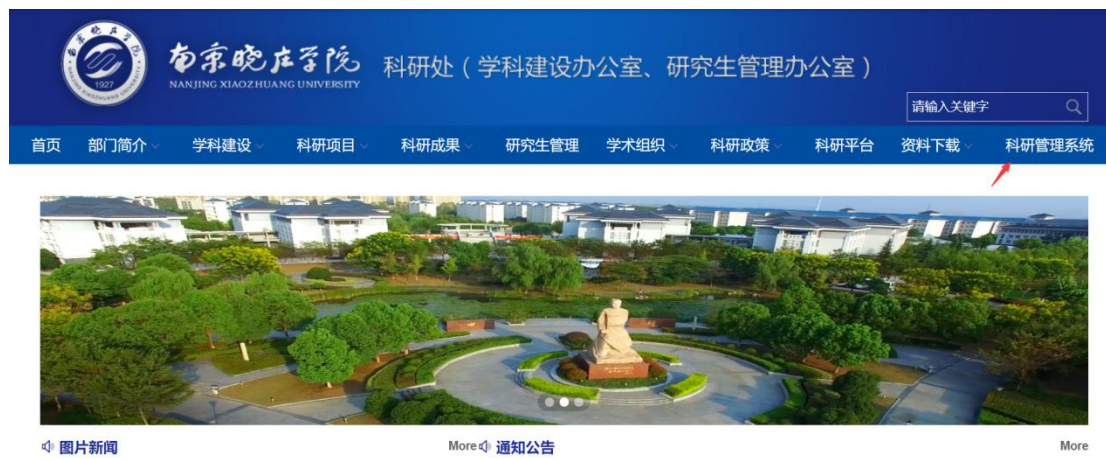 南京晓庄学院
NANJING XIAOZHUANG UNIVERSITY
1927
科研处（学科建设办公室、研究生管理办公室）
请输入关键字
首页 部门简介 学科建设 科研项目 科研成果 研究生管理 学术组织 科研政策 科研平台 资料下载 科研管理系统
图片新闻 More 通知公告 More